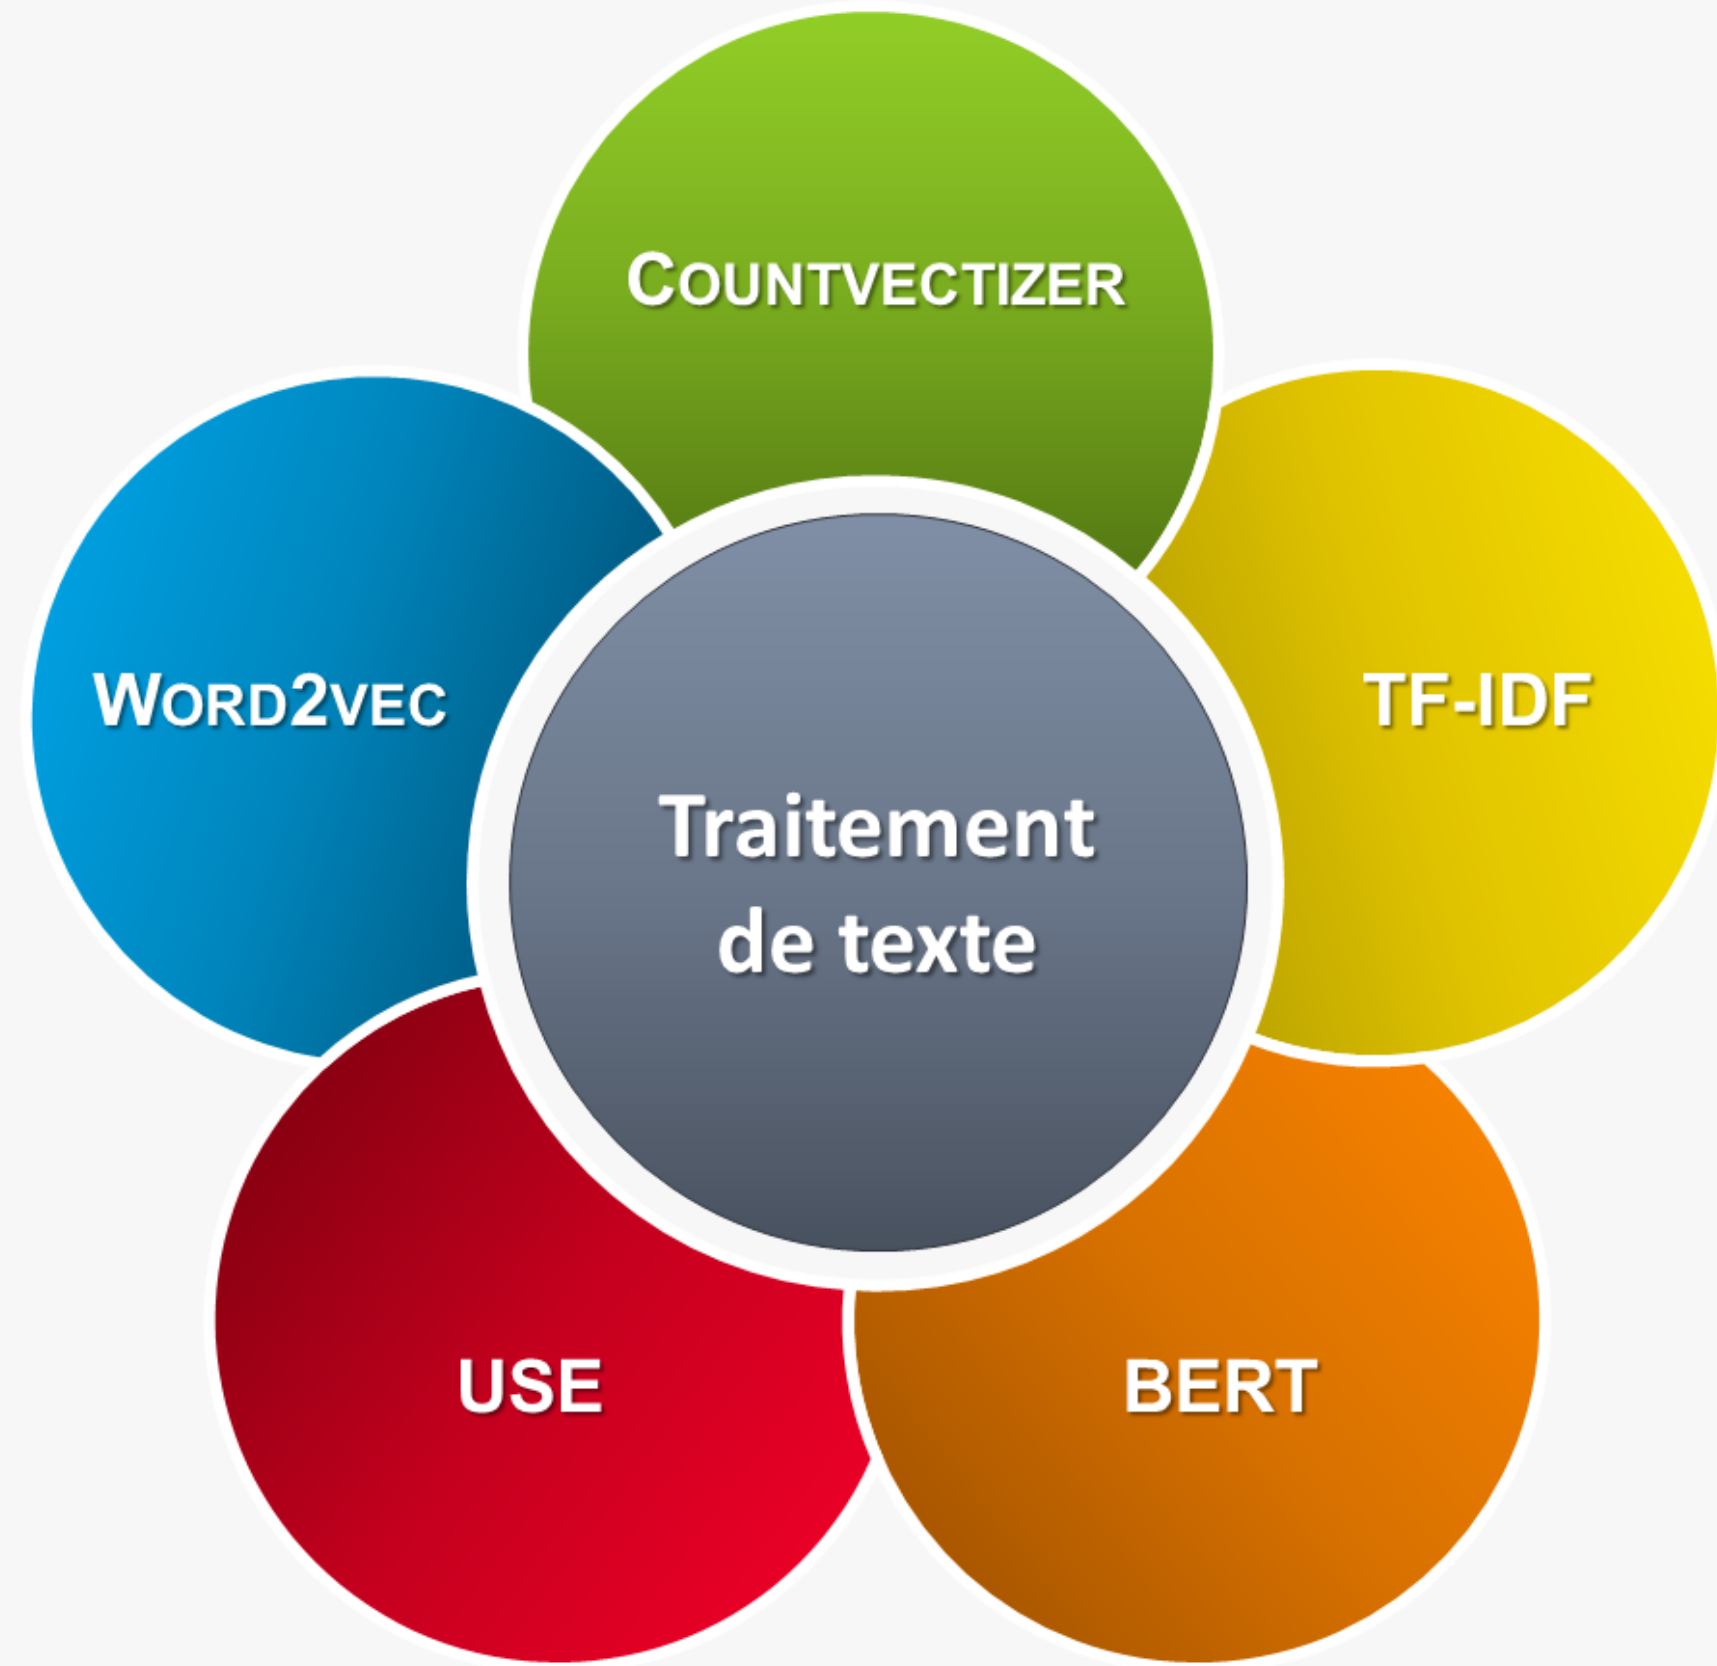 COUNTVECTIZER
WORD2VEC
TF-IDF
Traitement
de texte
USE
BERT